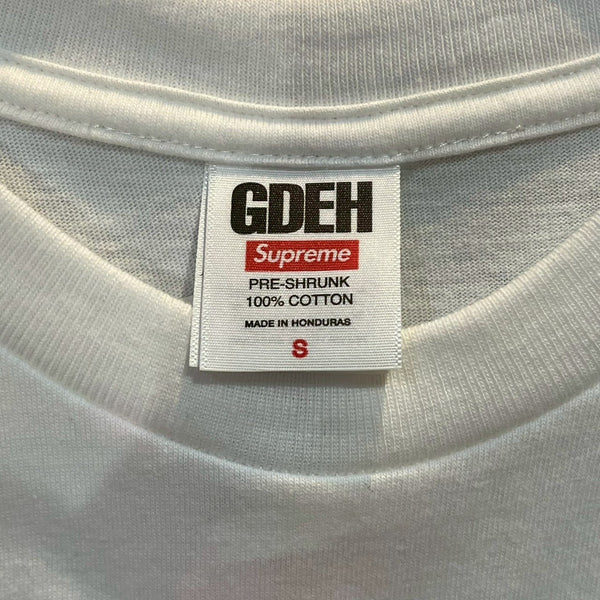 GDEH
Supreme
PRE-SHRUNK
100% COTTON
MADE IN HONDURAS
S